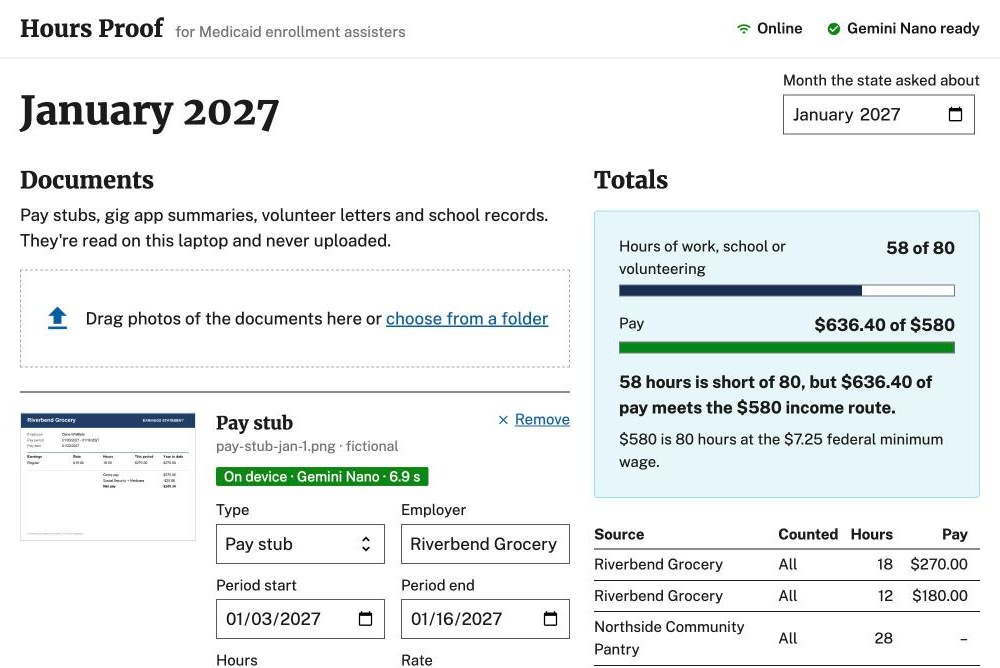 Hours Proof for Medicaid enrollment assisters
Online
Gemini Nano ready
January 2027
Month the state asked about
January 2027
Documents
Pay stubs, gig app summaries, volunteer letters and school records.
They're read on this laptop and never uploaded.
Drag photos of the documents here or choose from a folder
Riverbend Grocery
EARNINGS STATEMENT
Pay stub
× Remove
pay-stub-jan-1.png · fictional
On device · Gemini Nano · 6.9 s
Type
Employer
Pay stub
Riverbend Grocery
Period start
Period end
01/03/2027
01/16/2027
Hours
Rate
Totals
Hours of work, school or
volunteering
58 of 80
Pay
$636.40 of $580
58 hours is short of 80, but $636.40 of
pay meets the $580 income route.
$580 is 80 hours at the $7.25 federal minimum
wage.
Source Counted Hours Pay
Riverbend Grocery All 18 $270.00
Riverbend Grocery All 12 $180.00
Northside Community
Pantry All 28 –